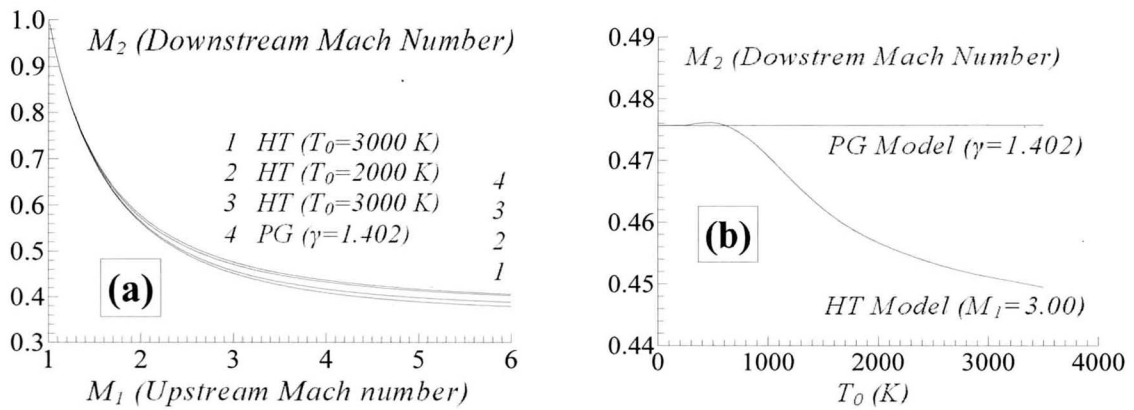 M2 (Downstream Mach Number)
1.0
0.9
0.8
0.7
0.6
0.5
0.4
0.3
1 HT (T0=3000 K)
2 HT (T0=2000 K)
3 HT (T0=3000 K)
4 PG (γ=1.402)
4
3
2
1
(a)
1 2 3 4 5 6
M1 (Upstream Mach number)
M2 (Dowstrem Mach Number)
0.49
0.48
0.47
0.46
0.45
0.44
PG Model (γ=1.402)
(b)
HT Model (M1=3.00)
0 1000 2000 3000 4000
T0 (K)